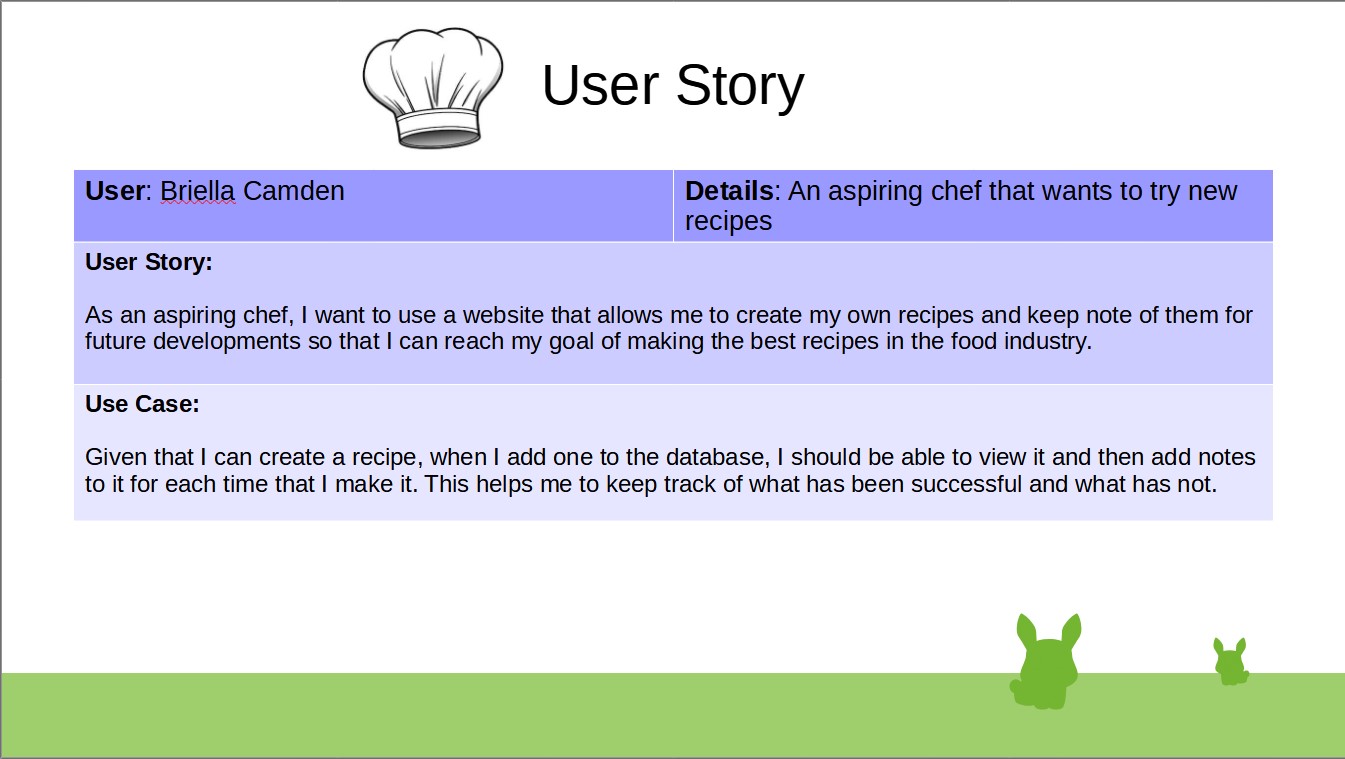 User Story
User: Briella Camden
Details: An aspiring chef that wants to try new
recipes
User Story:
As an aspiring chef, I want to use a website that allows me to create my own recipes and keep note of them for
future developments so that I can reach my goal of making the best recipes in the food industry.
Use Case:
Given that I can create a recipe, when I add one to the database, I should be able to view it and then add notes
to it for each time that I make it. This helps me to keep track of what has been successful and what has not.